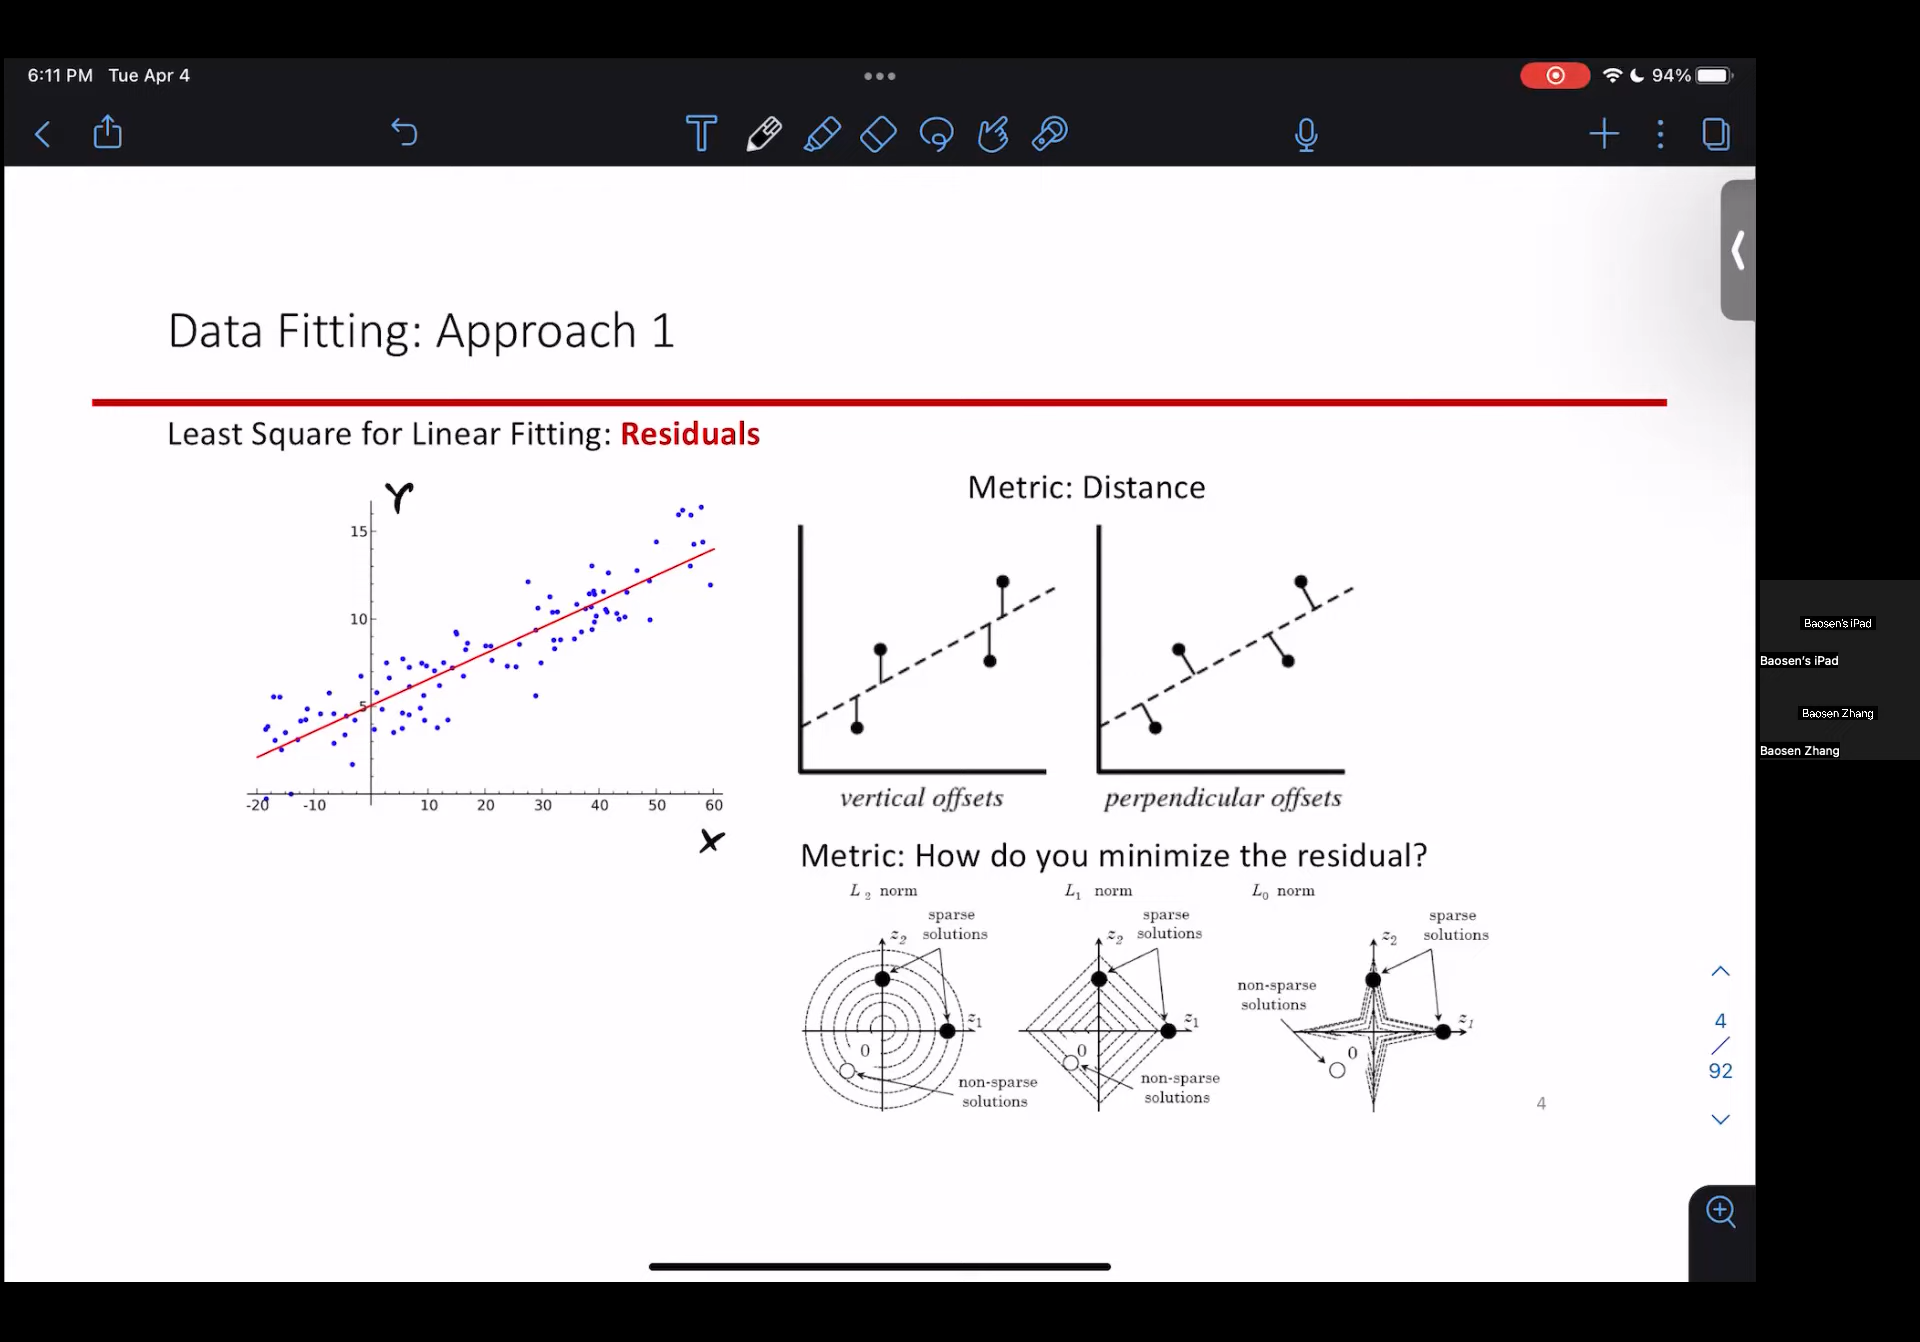 6:11 PM Tue Apr 4
94%
Data Fitting: Approach 1
Least Square for Linear Fitting: Residuals
Y
15
10
5
-20 -10 10 20 30 40 50 60
X
Metric: Distance
vertical offsets
perpendicular offsets
Metric: How do you minimize the residual?
L2 norm
sparse
solutions
z2
z1
0
non-sparse
solutions
L1 norm
sparse
solutions
z2
z1
0
non-sparse
solutions
L0 norm
sparse
solutions
z2
non-sparse
solutions
z1
0
4
4
92
Baosen's iPad
Baosen's iPad
Baosen Zhang
Baosen Zhang